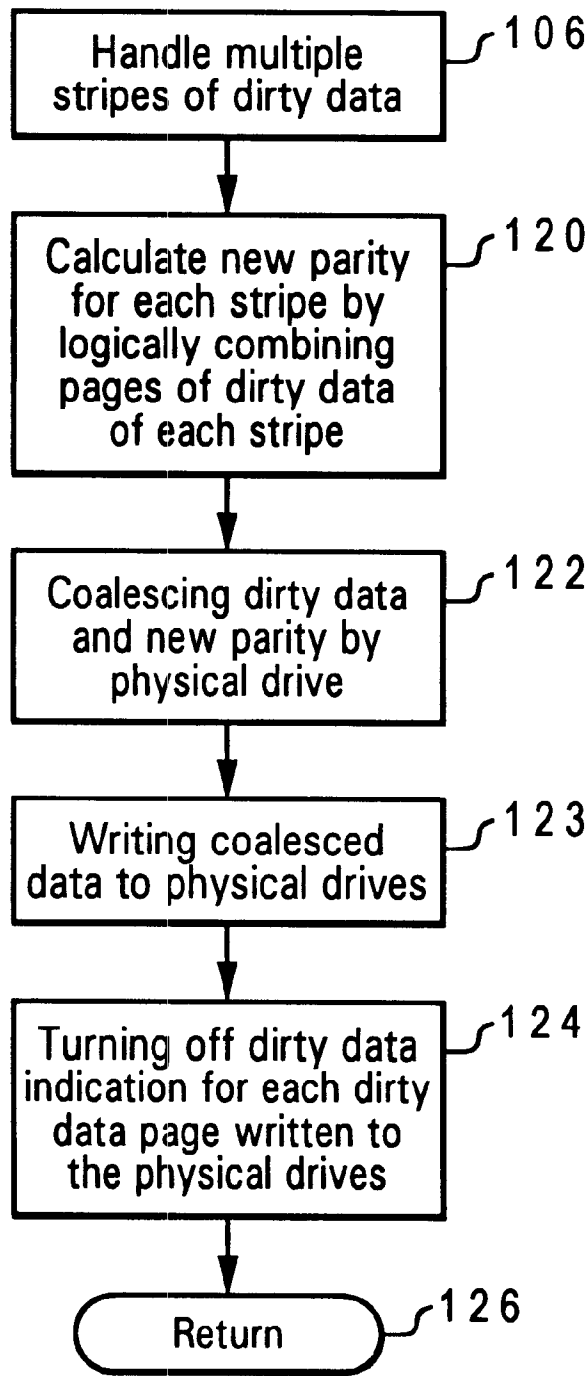 Handle multiple
stripes of dirty data
106
Calculate new parity
for each stripe by
logically combining
pages of dirty data
of each stripe
120
Coalescing dirty data
and new parity by
physical drive
122
Writing coalesced
data to physical drives
123
Turning off dirty data
indication for each dirty
data page written to
the physical drives
124
Return
126